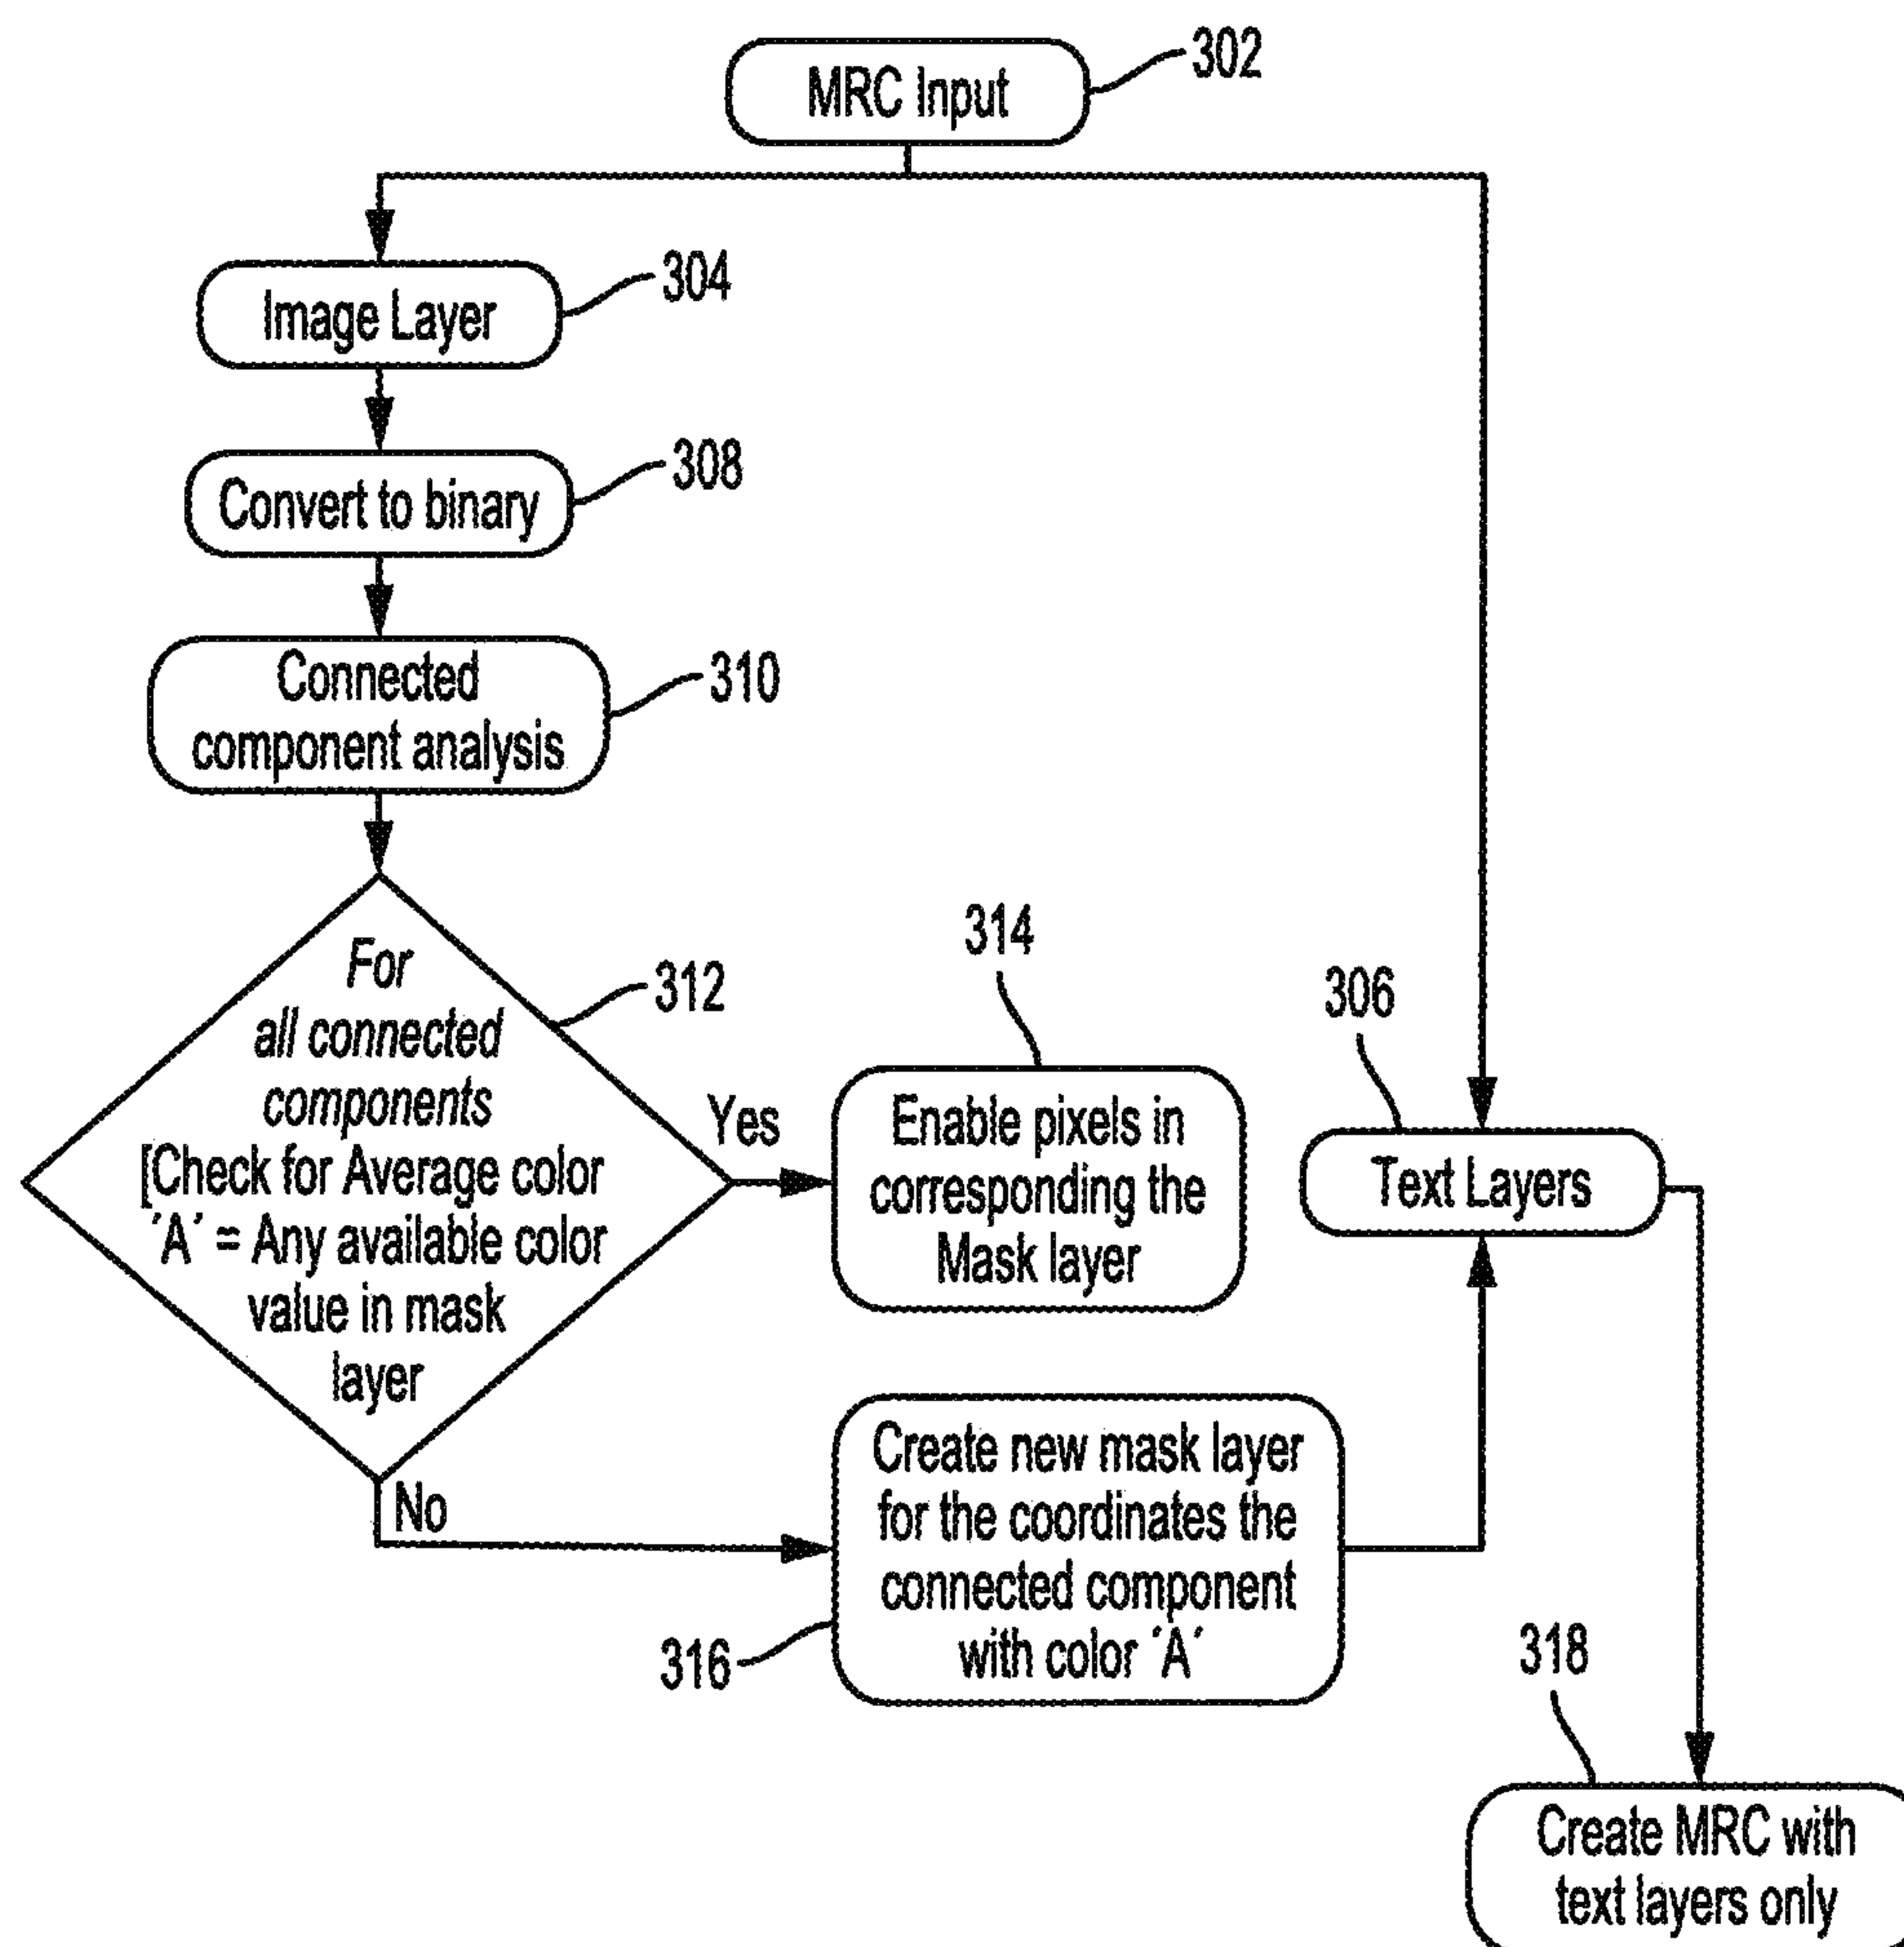 MRC Input
302
Image Layer
304
Convert to binary
308
Connected
component analysis
310
For
all connected
components
[Check for Average color
´A´ = Any available color
value in mask
layer
312
Yes
No
314
Enable pixels in
corresponding the
Mask layer
306
Text Layers
Create new mask layer
for the coordinates the
connected component
with color ´A´
316
318
Create MRC with
text layers only